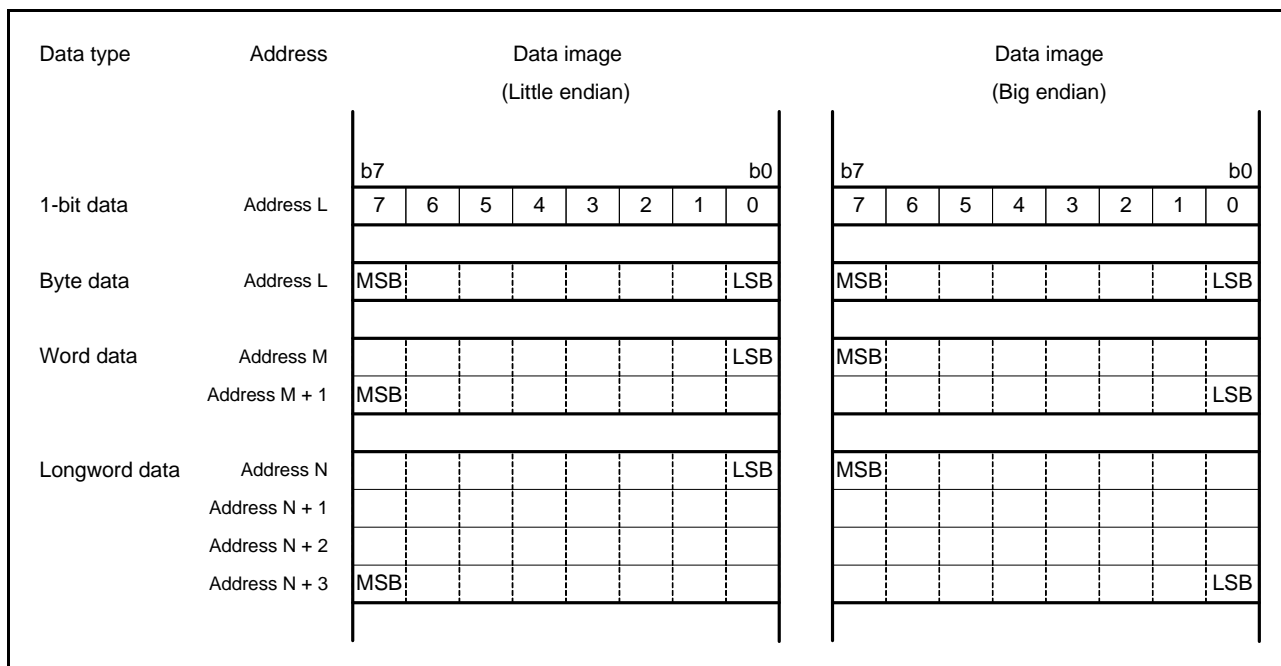 Data type Address Data image Data image
(Little endian) (Big endian)
b7 b0 b7 b0
1-bit data Address L 7 6 5 4 3 2 1 0 7 6 5 4 3 2 1 0
Byte data Address L MSB LSB MSB LSB
Word data Address M LSB MSB
Address M + 1 MSB LSB
Longword data Address N LSB MSB
Address N + 1
Address N + 2
Address N + 3 MSB LSB